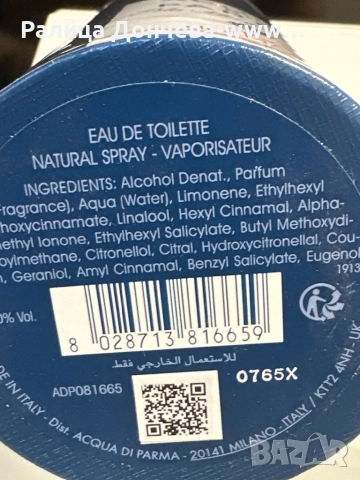 Ралица Дончева-www...
EAU DE TOILETTE
NATURAL SPRAY - VAPORISATEUR
INGREDIENTS: Alcohol Denat., Parfum
Fragrance), Aqua (Water), Limonene, Ethylhexyl
thoxycinnamate, Linalool, Hexyl Cinnamal, Alpha-
methyl Ionone, Ethylhexyl Salicylate, Butyl Methoxydi-
oylmethane, Citronellol, Citral, Hydroxycitronellal, Cou-
n, Geraniol, Amyl Cinnamal, Benzyl Salicylate, Eugenol
1913
0% Vol.
8 028713 816659
للاستعمال الخارجي فقط.
ADP081665
0765X
DE IN ITALY - Dist. ACQUA DI PARMA - 20141 MILANO - ITALY / KT12 4NH - UK
bazar